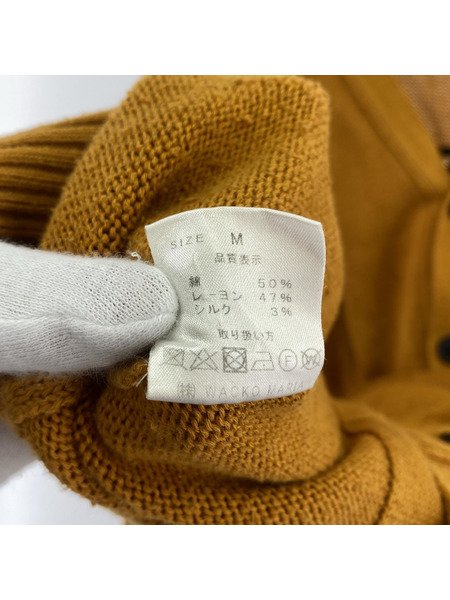 SIZE M
品質表示
綿 50%
レーヨン 47%
シルク 3%
取り扱い方
(株) WACKO MARIA